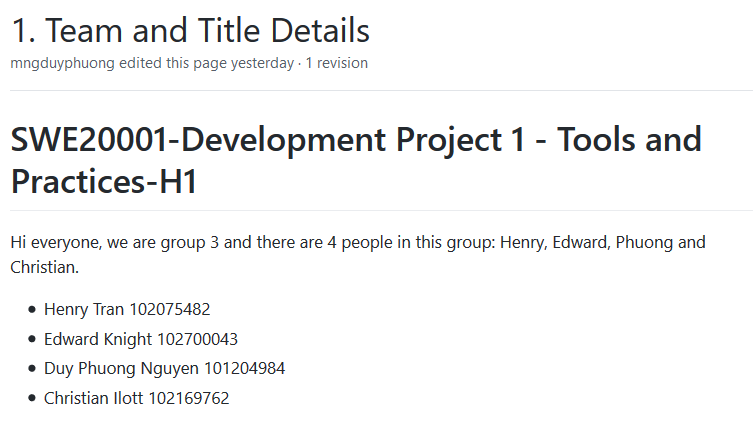 1. Team and Title Details
mngduyphuong edited this page yesterday · 1 revision
SWE20001-Development Project 1 - Tools and
Practices-H1
Hi everyone, we are group 3 and there are 4 people in this group: Henry, Edward, Phuong and
Christian.
• Henry Tran 102075482
• Edward Knight 102700043
• Duy Phuong Nguyen 101204984
• Christian Ilott 102169762